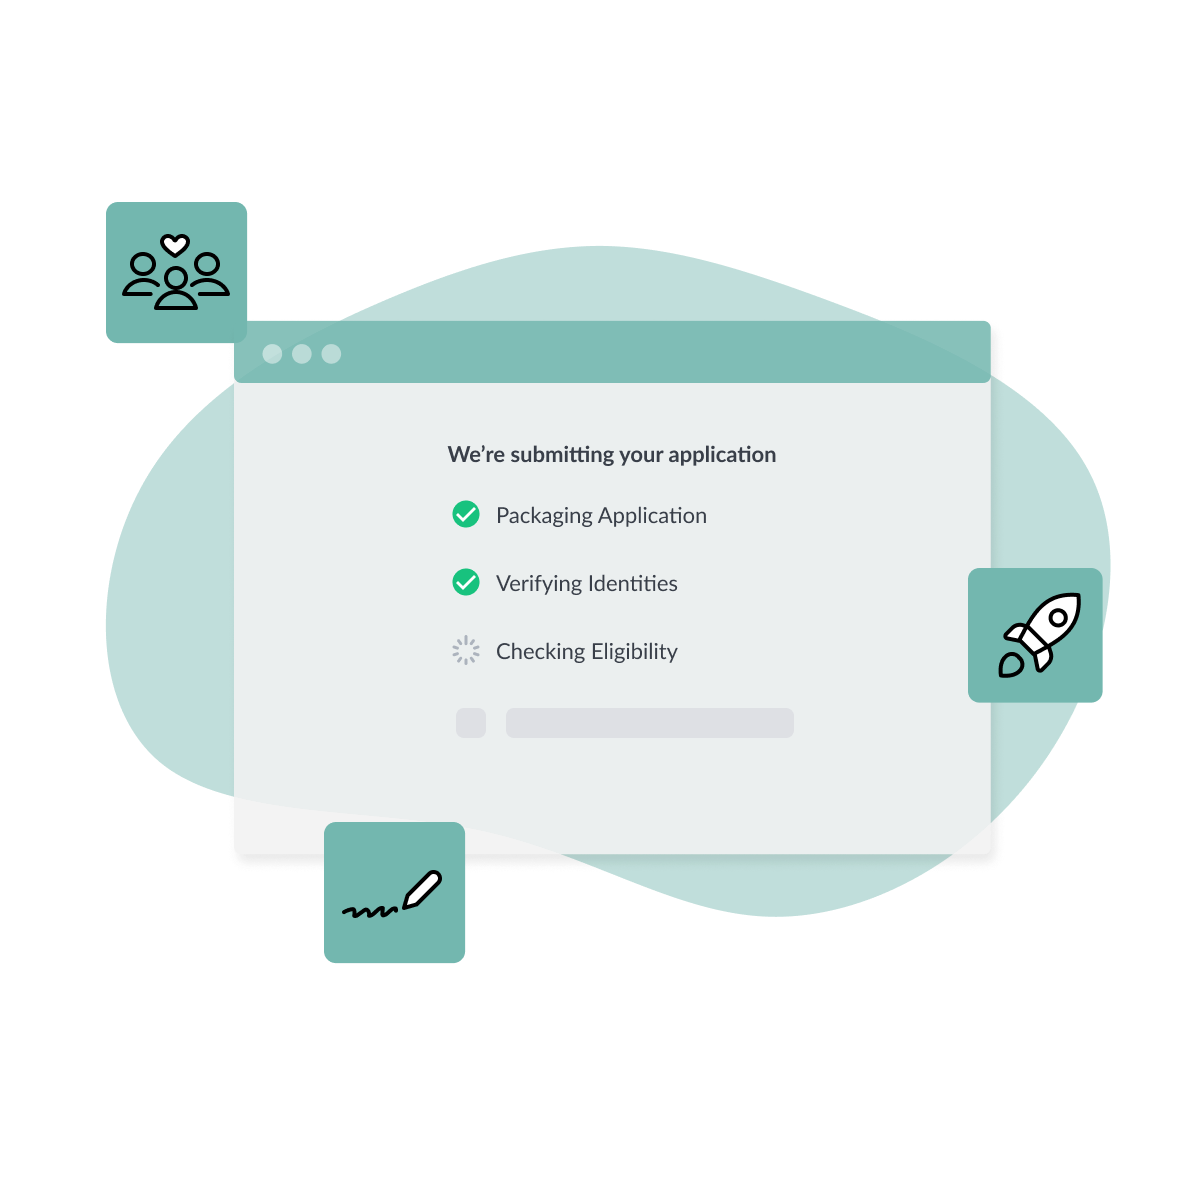 We’re submitting your application
Packaging Application
Verifying Identities
Checking Eligibility